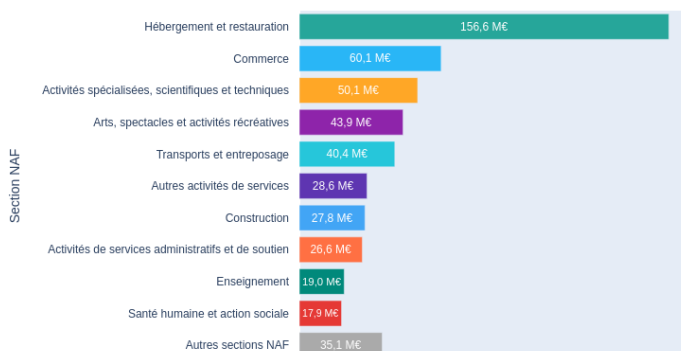 Section NAF
Hébergement et restauration 156,6 M€
Commerce 60,1 M€
Activités spécialisées, scientifiques et techniques 50,1 M€
Arts, spectacles et activités récréatives 43,9 M€
Transports et entreposage 40,4 M€
Autres activités de services 28,6 M€
Construction 27,8 M€
Activités de services administratifs et de soutien 26,6 M€
Enseignement 19,0 M€
Santé humaine et action sociale 17,9 M€
Autres sections NAF 35,1 M€